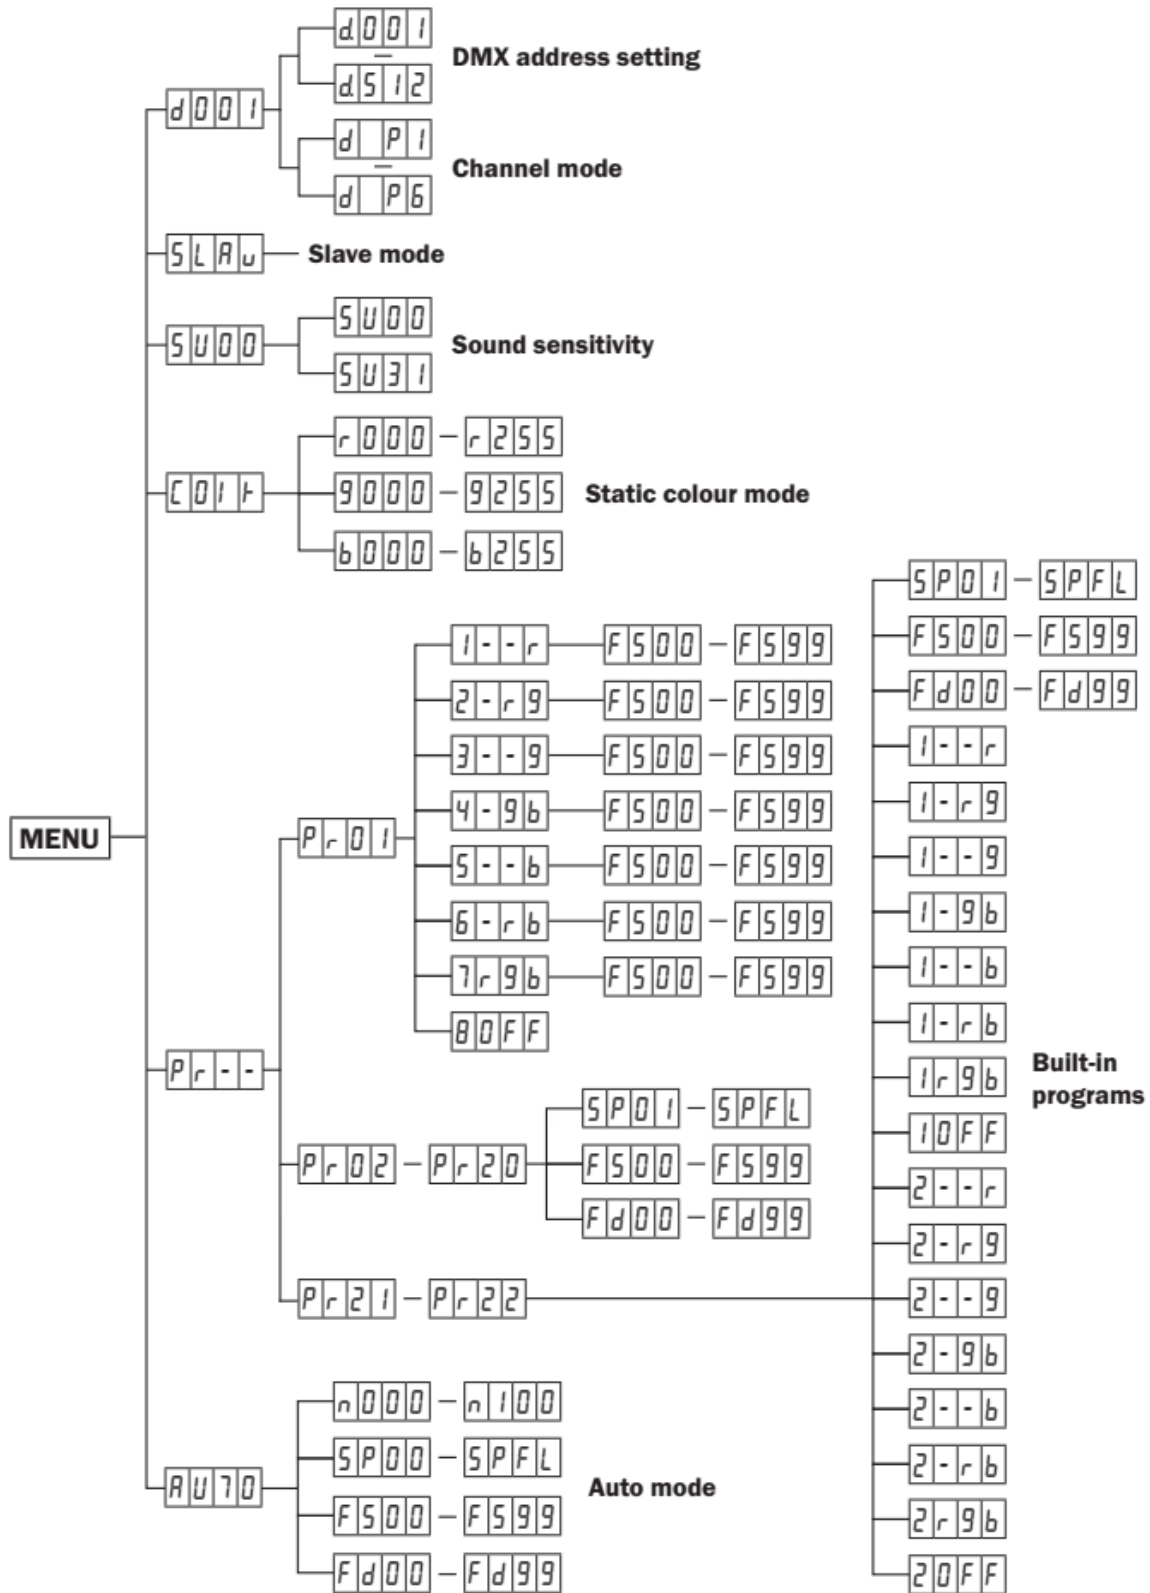 d.001
–
d.512
DMX address setting
d001
d P1
–
d P6
Channel mode
SLAv
Slave mode
SU00
SU00
SU31
Sound sensitivity
C01t
r000 – r255
g000 – g255
b000 – b255
Static colour mode
MENU
Pr--
Pr01
1--r FS00 – FS99
2-rg FS00 – FS99
3--g FS00 – FS99
4-gb FS00 – FS99
5--b FS00 – FS99
6-rb FS00 – FS99
7rgb FS00 – FS99
8OFF
Pr02 – Pr20
SP01 – SPFL
FS00 – FS99
Fd00 – Fd99
Pr21 – Pr22
SP01 – SPFL
FS00 – FS99
Fd00 – Fd99
1--r
1-rg
1--g
1-gb
1--b
1-rb
1rgb
1OFF
2--r
2-rg
2--g
2-gb
2--b
2-rb
2rgb
2OFF
Built-in
programs
AUTO
n000 – n100
SP00 – SPFL
FS00 – FS99
Fd00 – Fd99
Auto mode